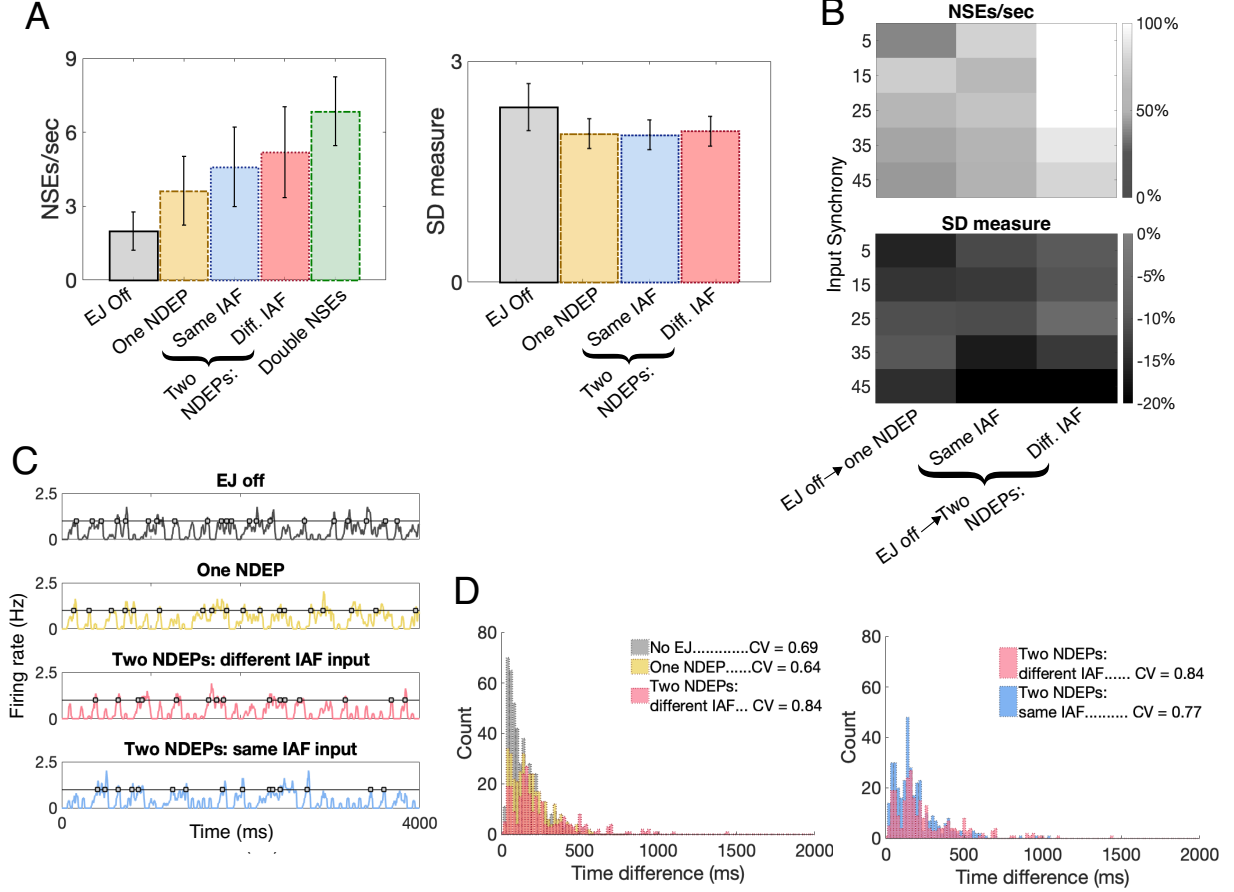 A
9
6
3
0
NSEs/sec
EJ Off
One NDEP
Same IAF
Diff. IAF
Double NSEs
Two
NDEPs:
3
0
SD measure
EJ Off
One NDEP
Same IAF
Diff. IAF
Two
NDEPs:
B
NSEs/sec
5
15
25
35
45
100%
50%
0%
Input Synchrony
SD measure
5
15
25
35
45
0%
-5%
-10%
-15%
-20%
EJ off→one NDEP
Same IAF
Diff. IAF
EJ off→Two
NDEPs:
C
Firing rate (Hz)
EJ off
2.5
0
One NDEP
2.5
0
Two NDEPs: different IAF input
2.5
0
Two NDEPs: same IAF input
2.5
0
0
4000
Time (ms)
D
80
60
40
20
0
Count
No EJ.............CV = 0.69
One NDEP......CV = 0.64
Two NDEPs:
different IAF... CV = 0.84
0
500
1000
1500
2000
Time difference (ms)
80
60
40
20
0
Count
Two NDEPs:
different IAF...... CV = 0.84
Two NDEPs:
same IAF.......... CV = 0.77
0
500
1000
1500
2000
Time difference (ms)